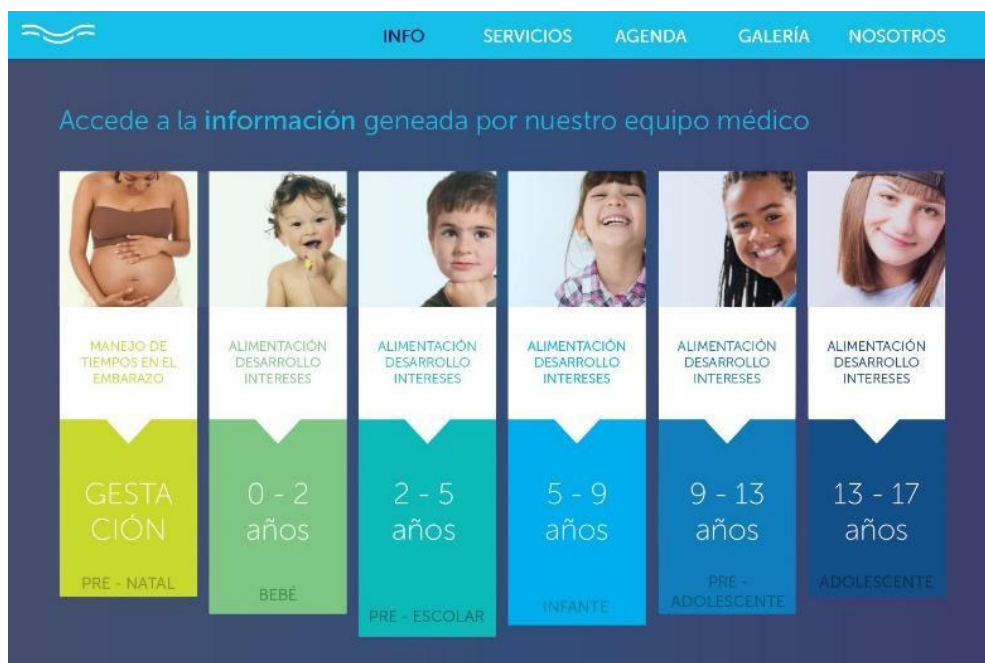 INFO SERVICIOS AGENDA GALERÍA NOSOTROS
Accede a la información geneada por nuestro equipo médico
MANEJO DE
TIEMPOS EN EL
EMBARAZO
GESTA
CIÓN
PRE - NATAL
ALIMENTACIÓN
DESARROLLO
INTERESES
0 - 2
años
BEBÉ
ALIMENTACIÓN
DESARROLLO
INTERESES
2 - 5
años
PRE - ESCOLAR
ALIMENTACIÓN
DESARROLLO
INTERESES
5 - 9
años
INFANTE
ALIMENTACIÓN
DESARROLLO
INTERESES
9 - 13
años
PRE -
ADOLESCENTE
ALIMENTACIÓN
DESARROLLO
INTERESES
13 - 17
años
ADOLESCENTE